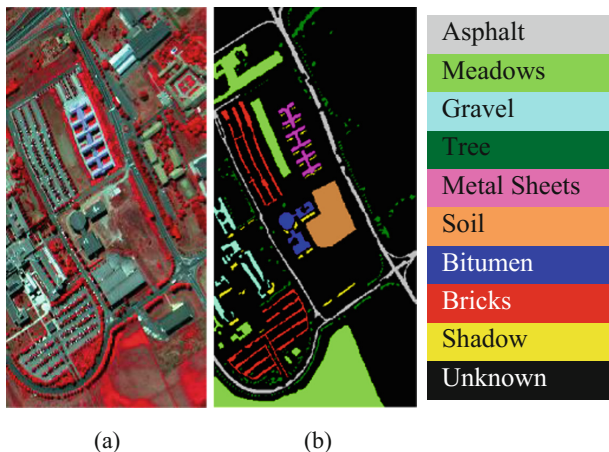 Asphalt
Meadows
Gravel
Tree
Metal Sheets
Soil
Bitumen
Bricks
Shadow
Unknown
(a) (b)